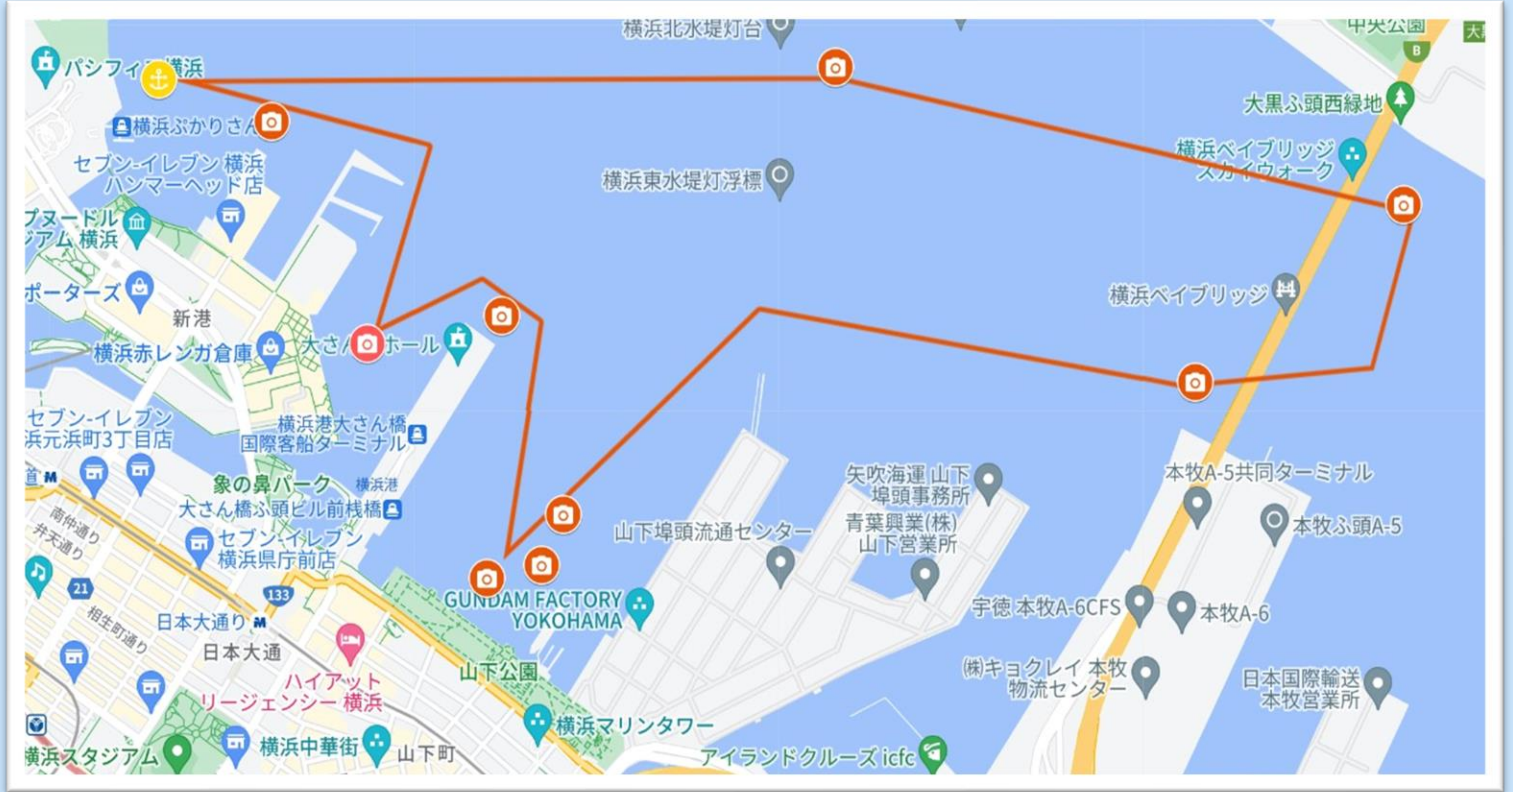 横浜北水堤灯台
中央公園
B
パシフィ
横浜
大黒ふ頭西緑地
横浜ぷかりさん
横浜ベイブリッジ
スカイウォーク
セブン-イレブン 横浜
ハンマーヘッド店
横浜東水堤灯浮標
プヌードル
ジアム 横浜
ポーターズ
横浜ベイブリッジ
新港
大さん
ホール
横浜赤レンガ倉庫
セブン-イレブン
浜元浜町3丁目店
横浜港大さん橋
国際客船ターミナル
象の鼻パーク
横浜港
大さん橋ふ頭ビル前桟橋
矢吹海運 山下
埠頭事務所
本牧A-5共同ターミナル
道
南仲通り
弁天通り
セブン-イレブン
横浜県庁前店
山下埠頭流通センター
青葉興業(株)
山下営業所
本牧ふ頭A-5
21
133
GUNDAM FACTORY
YOKOHAMA
宇徳 本牧A-6CFS
本牧A-6
相生町通り
日本大通り
日本大通
ハイアット
リージェンシー 横浜
山下公園
㈱キョクレイ 本牧
物流センター
日本国際輸送
本牧営業所
横浜マリンタワー
横浜スタジアム
横浜中華街
山下町
アイランドクルーズ icfc